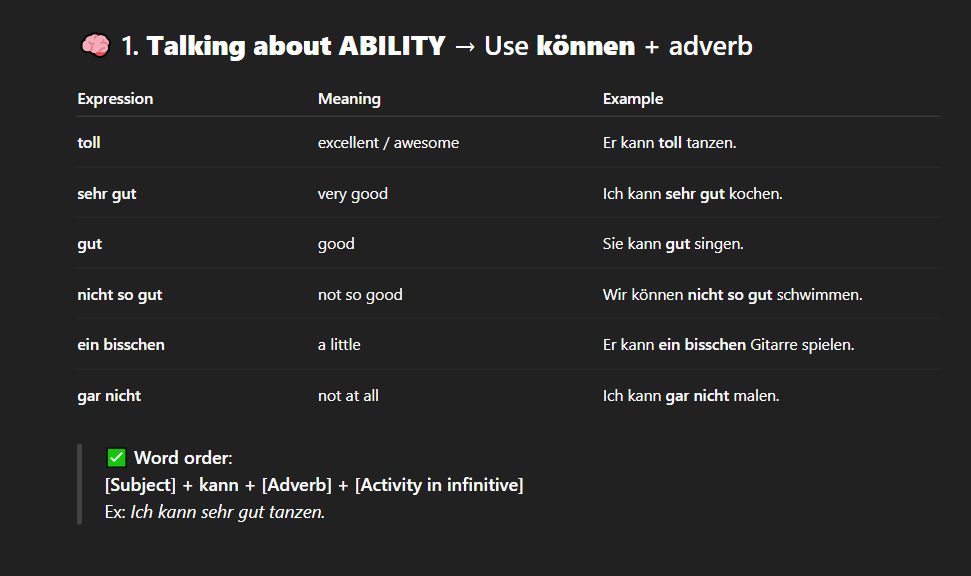 🧠 1. Talking about ABILITY → Use können + adverb
Expression Meaning Example
toll excellent / awesome Er kann toll tanzen.
sehr gut very good Ich kann sehr gut kochen.
gut good Sie kann gut singen.
nicht so gut not so good Wir können nicht so gut schwimmen.
ein bisschen a little Er kann ein bisschen Gitarre spielen.
gar nicht not at all Ich kann gar nicht malen.
✅ Word order:
[Subject] + kann + [Adverb] + [Activity in infinitive]
Ex: Ich kann sehr gut tanzen.